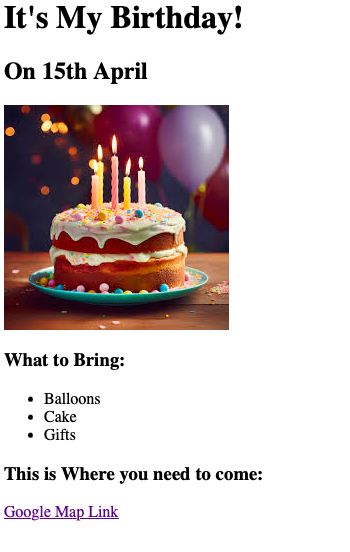 It's My Birthday!
On 15th April
What to Bring:
Balloons
Cake
Gifts
This is Where you need to come:
Google Map Link